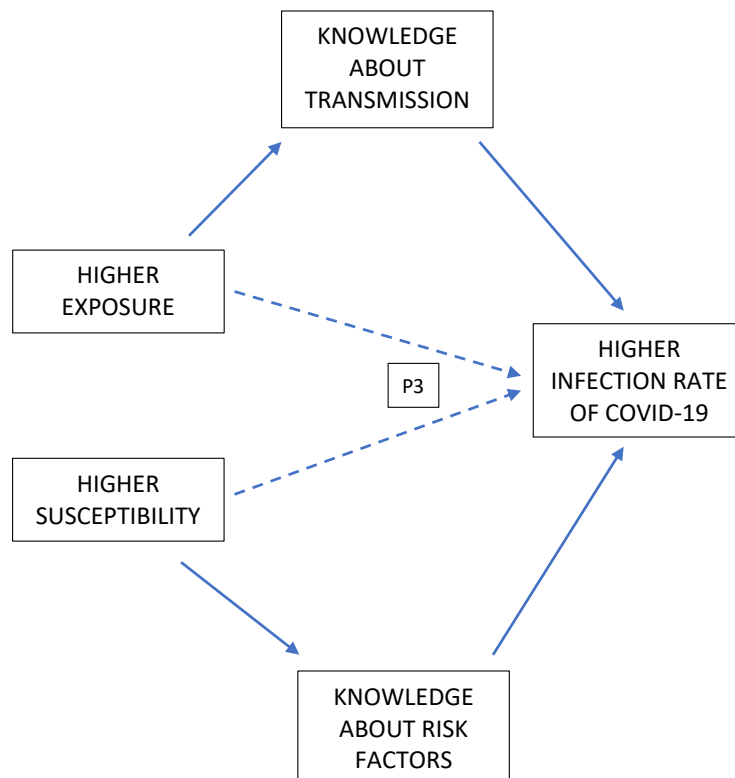 KNOWLEDGE
ABOUT
TRANSMISSION
HIGHER
EXPOSURE
HIGHER
INFECTION RATE
OF COVID-19
P3
HIGHER
SUSCEPTIBILITY
KNOWLEDGE
ABOUT RISK
FACTORS